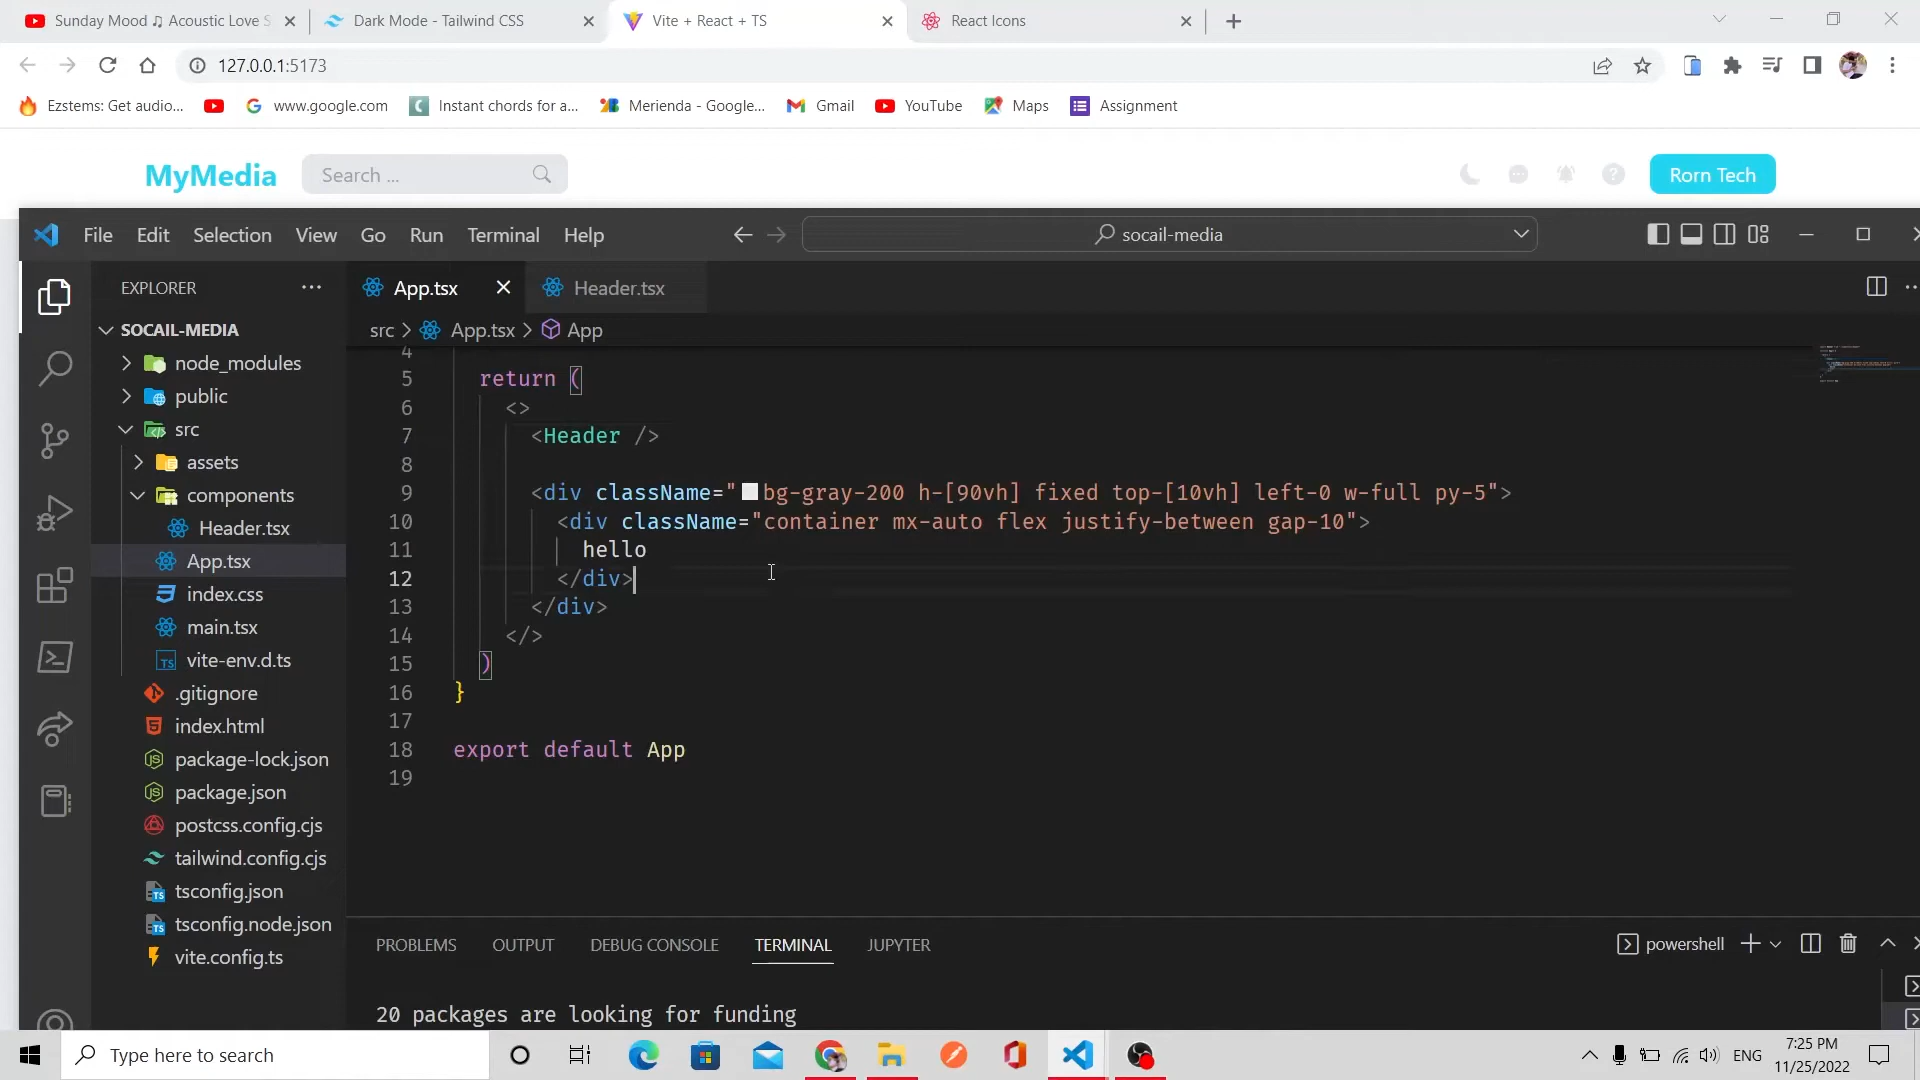 Sunday Mood ♫ Acoustic Love S
Dark Mode - Tailwind CSS
Vite + React + TS
React Icons
127.0.0.1:5173
Ezstems: Get audio...
www.google.com
Instant chords for a...
Merienda - Google...
Gmail
YouTube
Maps
Assignment
MyMedia
Search ...
Rorn Tech
File Edit Selection View Go Run Terminal Help
socail-media
EXPLORER
App.tsx
Header.tsx
src > App.tsx > App
SOCAIL-MEDIA
node_modules
public
src
assets
components
Header.tsx
App.tsx
index.css
main.tsx
vite-env.d.ts
.gitignore
index.html
package-lock.json
package.json
postcss.config.cjs
tailwind.config.cjs
tsconfig.json
tsconfig.node.json
vite.config.ts
4
5 return (
6 <>
7 <Header />
8
9 <div className="bg-gray-200 h-[90vh] fixed top-[10vh] left-0 w-full py-5">
10 <div className="container mx-auto flex justify-between gap-10">
11 hello
12 </div>
13 </div>
14 </>
15 )
16 }
17
18 export default App
19
PROBLEMS OUTPUT DEBUG CONSOLE TERMINAL JUPYTER
powershell
20 packages are looking for funding
Type here to search
ENG
7:25 PM
11/25/2022